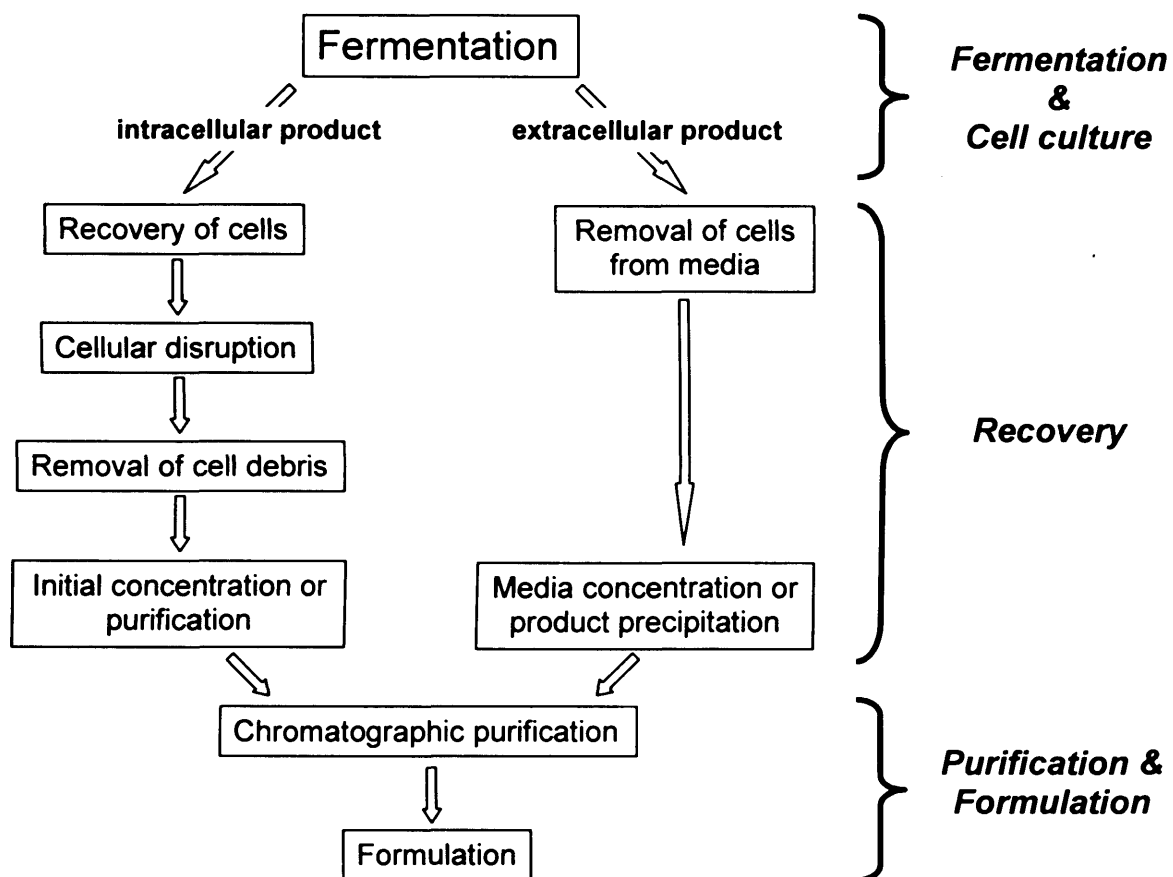 Fermentation
Fermentation
&
Cell culture
intracellular product
extracellular product
Recovery of cells
Removal of cells
from media
Cellular disruption
Recovery
Removal of cell debris
Initial concentration or
purification
Media concentration or
product precipitation
Chromatographic purification
Purification &
Formulation
Formulation